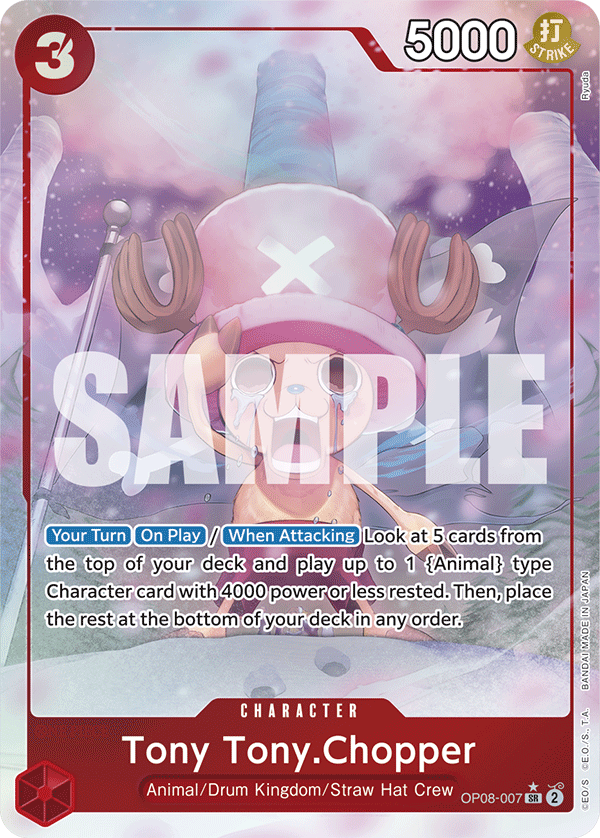 3
5000
打
STRIKE
Ryuda
SAMPLE
Your Turn On Play / When Attacking Look at 5 cards from
the top of your deck and play up to 1 {Animal} type
Character card with 4000 power or less rested. Then, place
the rest at the bottom of your deck in any order.
CHARACTER
Tony Tony.Chopper
Animal/Drum Kingdom/Straw Hat Crew
OP08-007 ★ SR 2
©E.O/S ©E.O./S., T.A. BANDAI MADE IN JAPAN